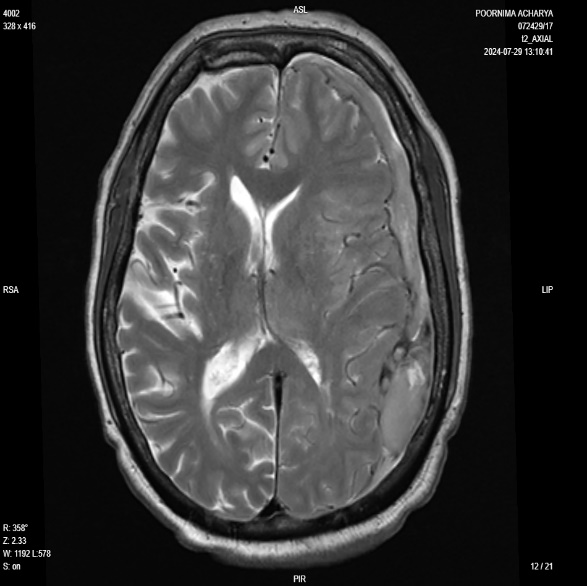 4002
328 x 416
ASL
POORNIMA ACHARYA
072429/17
t2_AXIAL
2024-07-29 13:10:41
RSA
LIP
R: 358°
Z: 2.33
W: 1192 L:578
S: on
PIR
12 / 21